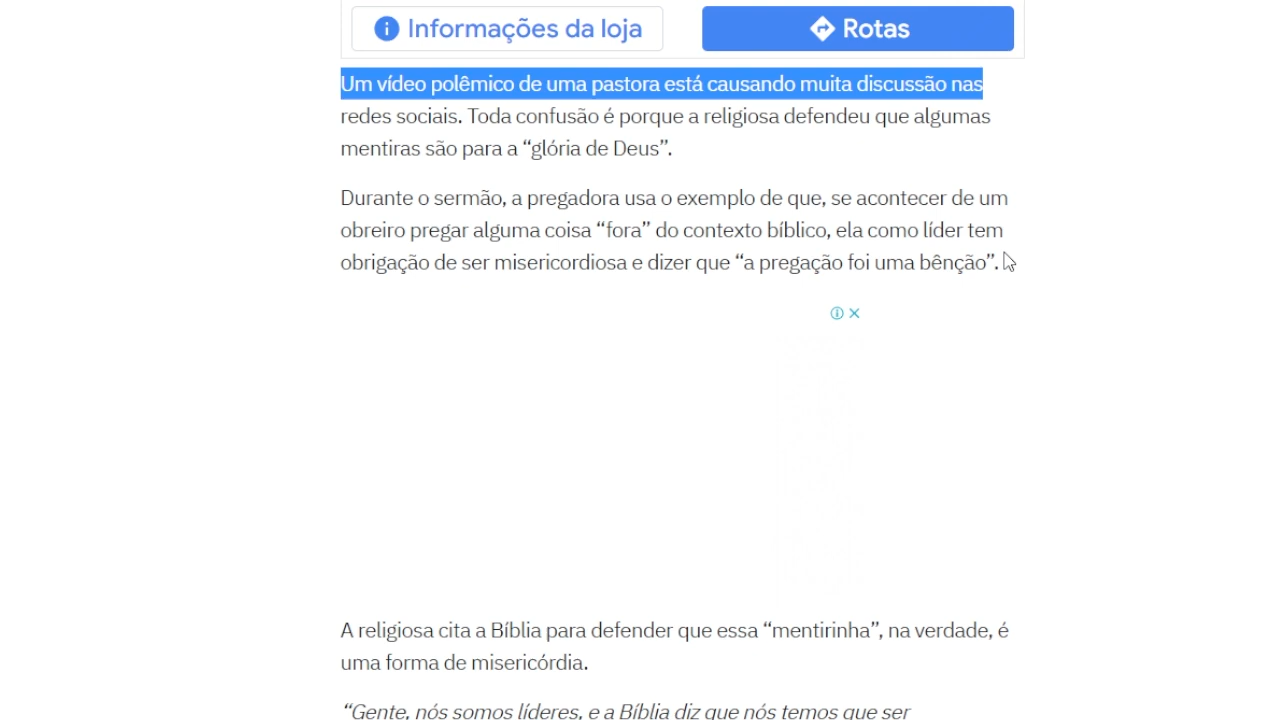 Informações da loja
Rotas
Um vídeo polêmico de uma pastora está causando muita discussão nas
redes sociais. Toda confusão é porque a religiosa defendeu que algumas
mentiras são para a “glória de Deus”.
Durante o sermão, a pregadora usa o exemplo de que, se acontecer de um
obreiro pregar alguma coisa “fora” do contexto bíblico, ela como líder tem
obrigação de ser misericordiosa e dizer que “a pregação foi uma bênção”.
A religiosa cita a Bíblia para defender que essa “mentirinha”, na verdade, é
uma forma de misericórdia.
“Gente, nós somos líderes, e a Bíblia diz que nós temos que ser